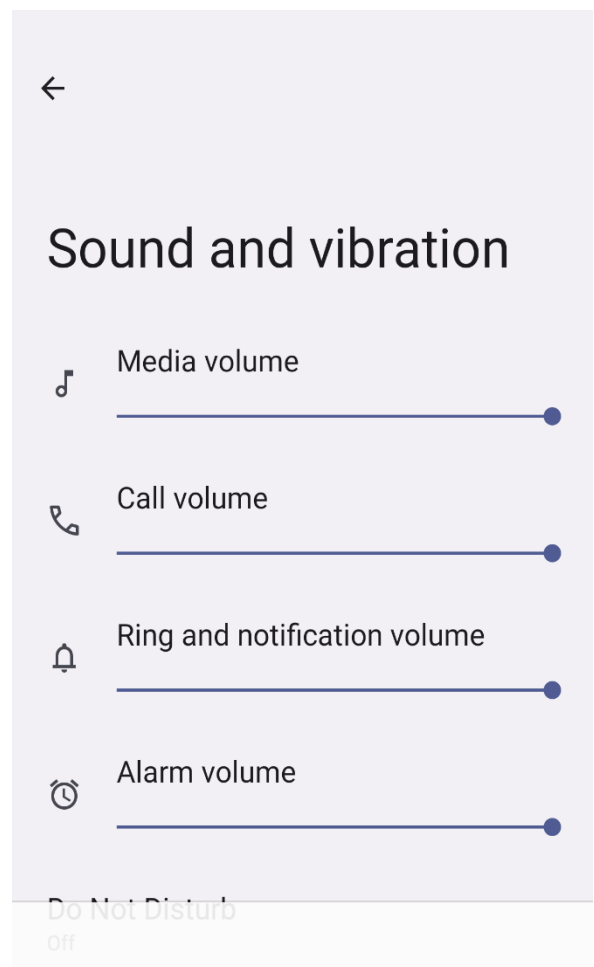 Sound and vibration
Media volume
Call volume
Ring and notification volume
Alarm volume
Do Not Disturb
Off